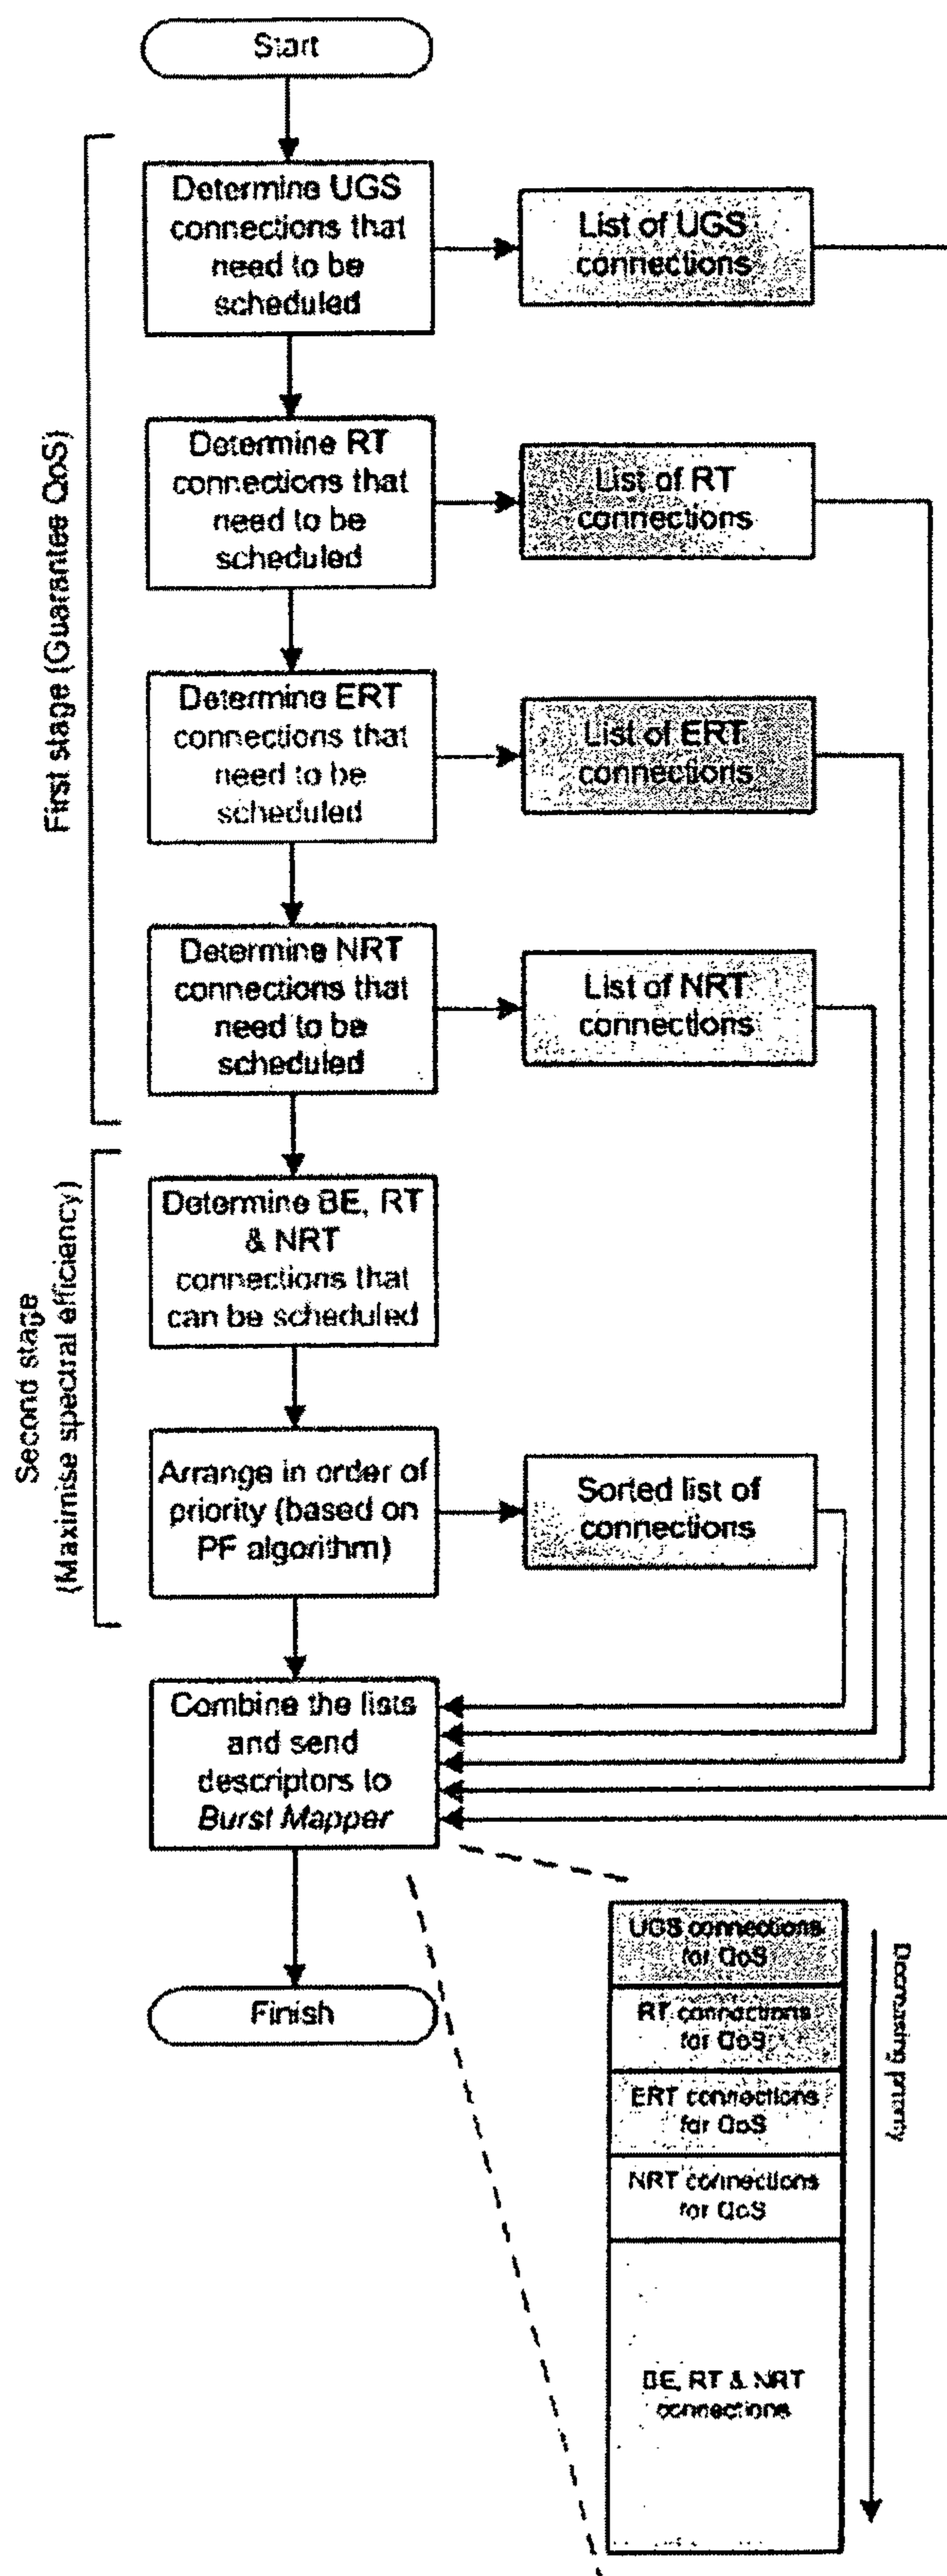 Start
Determine UGS
connections that
need to be
scheduled
List of UGS
connections
Determine RT
connections that
need to be
scheduled
List of RT
connections
First stage (Guarantee QoS)
Determine ERT
connections that
need to be
scheduled
List of ERT
connections
Determine NRT
connections that
need to be
scheduled
List of NRT
connections
Second stage
(Maximise spectral efficiency)
Determine BE, RT
& NRT
connections that
can be scheduled
Arrange in order of
priority (based on
PF algorithm)
Sorted list of
connections
Combine the lists
and send
descriptors to
Burst Mapper
Finish
UGS connections
for QoS
RT connections
for QoS
ERT connections
for QoS
NRT connections
for QoS
BE, RT & NRT
connections
Decreasing priority